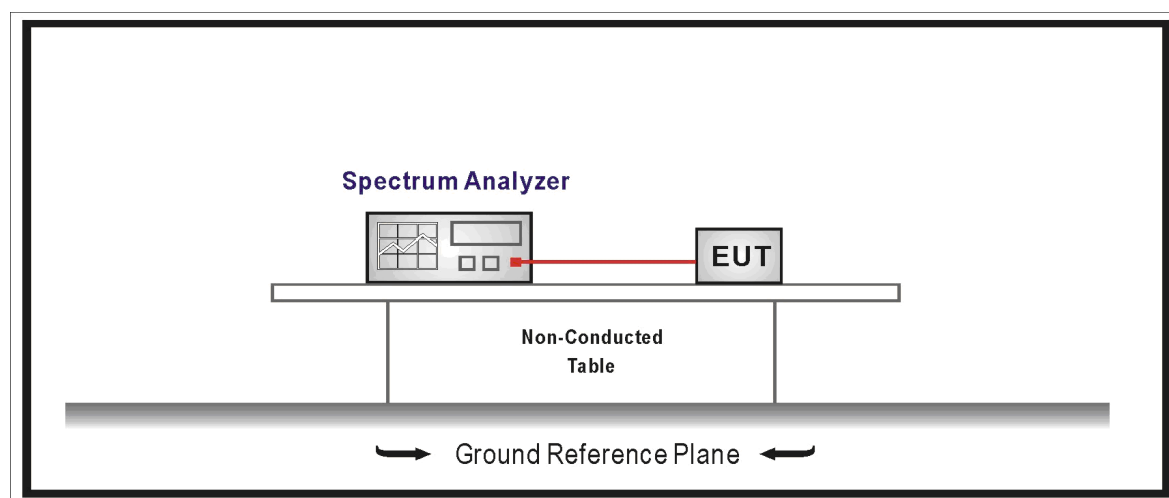 Spectrum Analyzer
EUT
Non-Conducted
Table
Ground Reference Plane